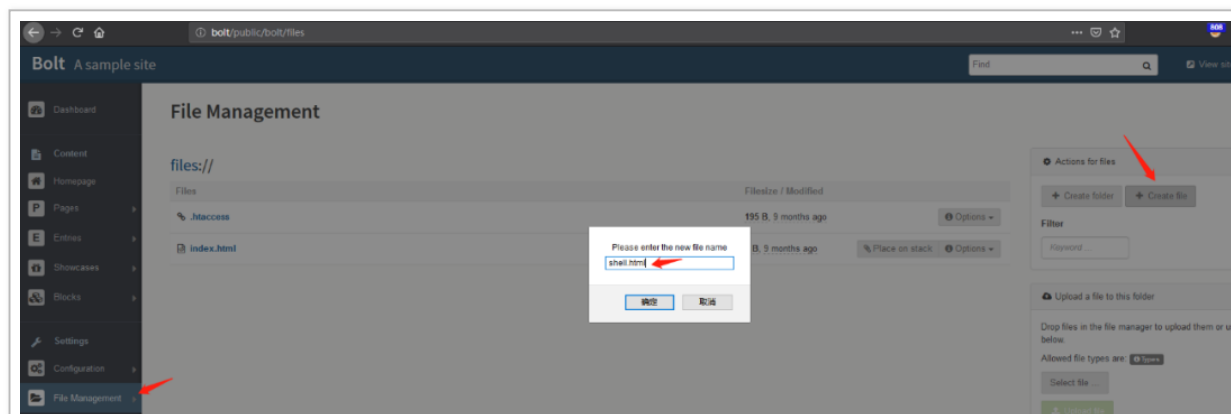 bolt/public/bolt/files
Bolt A sample site
Find
Dashboard
Content
Homepage
Pages
Entries
Showcases
Blocks
Settings
Configuration
File Management
File Management
files://
Files
Filesize / Modified
.htaccess
195 B, 9 months ago
Options
index.html
B, 9 months ago
Place on stack
Options
Please enter the new file name
shell.html
确定
取消
Actions for files
Create folder
Create file
Filter
Keyword ...
Upload a file to this folder
Drop files in the file manager to upload them or
below.
Allowed file types are: Types
Select file ...